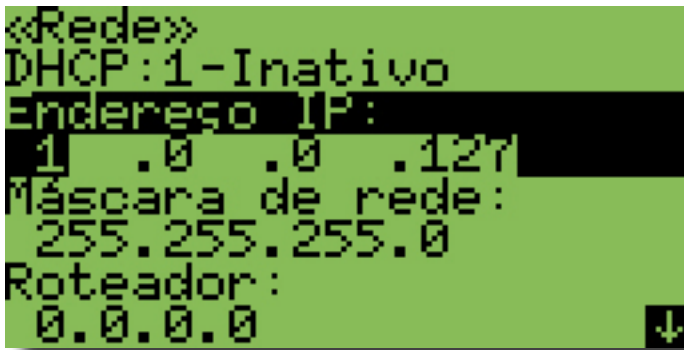 «Rede»
DHCP:1-Inativo
Endereço IP:
1 .0 .0 .127
Máscara de rede:
255.255.255.0
Roteador:
0.0.0.0 ↓